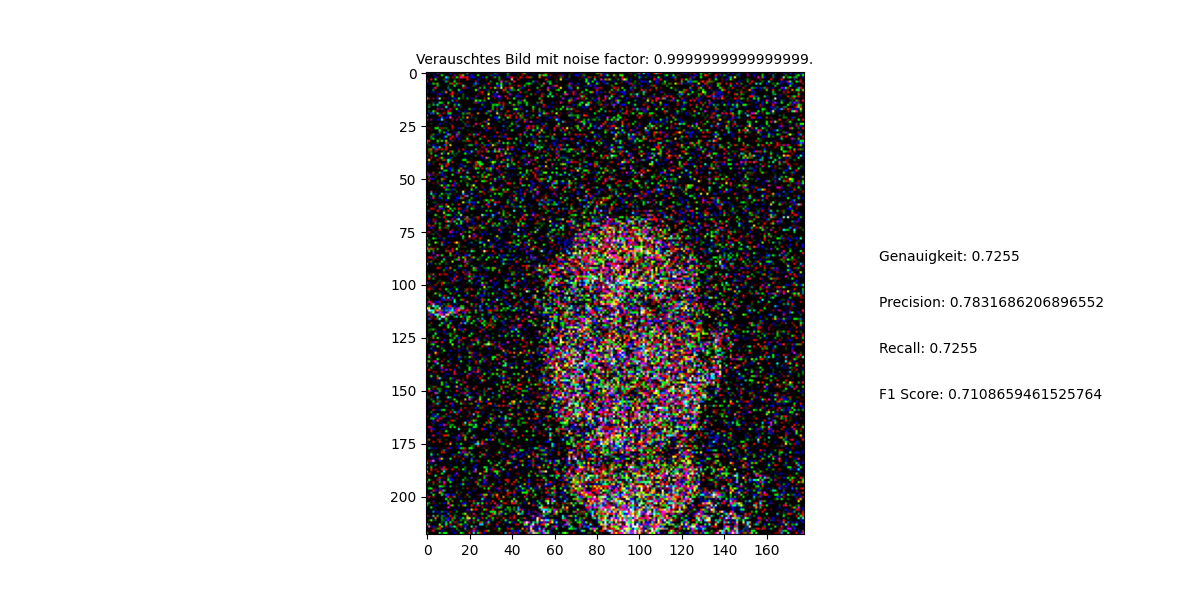 Verauschtes Bild mit noise factor: 0.9999999999999999.
0
25
50
75
100
125
150
175
200
0 20 40 60 80 100 120 140 160
Genauigkeit: 0.7255
Precision: 0.7831686206896552
Recall: 0.7255
F1 Score: 0.7108659461525764